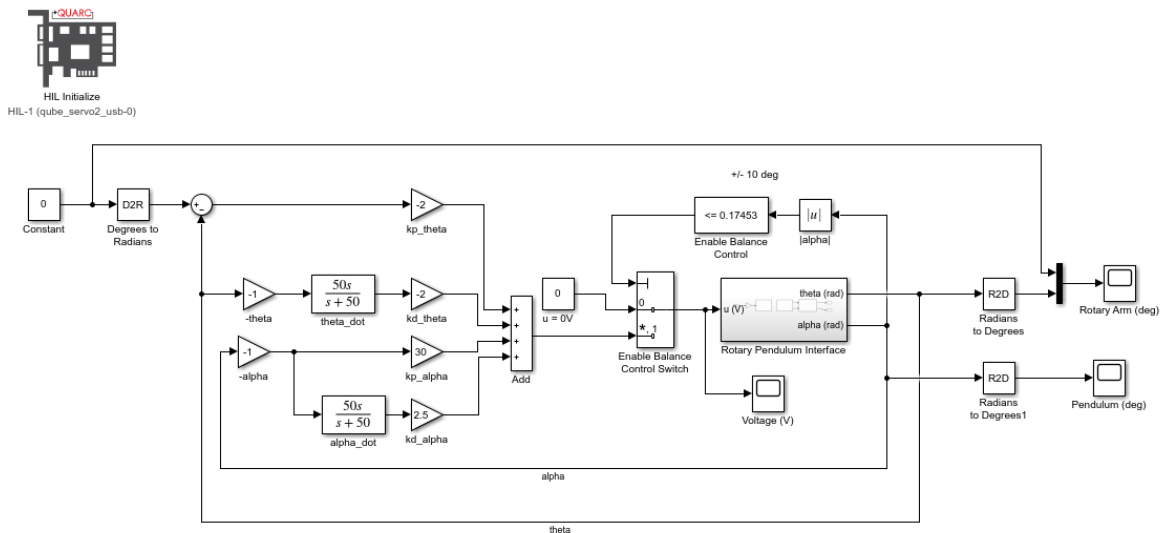 QUARC
HIL Initialize
HIL-1 (qube_servo2_usb-0)
+/- 10 deg
0
Constant
D2R
Degrees to
Radians
+
-
-2
kp_theta
<= 0.17453
Enable Balance
Control
|u|
|alpha|
-1
-theta
50s
s + 50
theta_dot
-2
kd_theta
0
u = 0V
0
*, 1
Enable Balance
Control Switch
u (V)
theta (rad)
alpha (rad)
Rotary Pendulum Interface
R2D
Radians
to Degrees
Rotary Arm (deg)
-1
-alpha
30
kp_alpha
+
+
+
+
Add
50s
s + 50
alpha_dot
2.5
kd_alpha
Voltage (V)
R2D
Radians
to Degrees1
Pendulum (deg)
alpha
theta